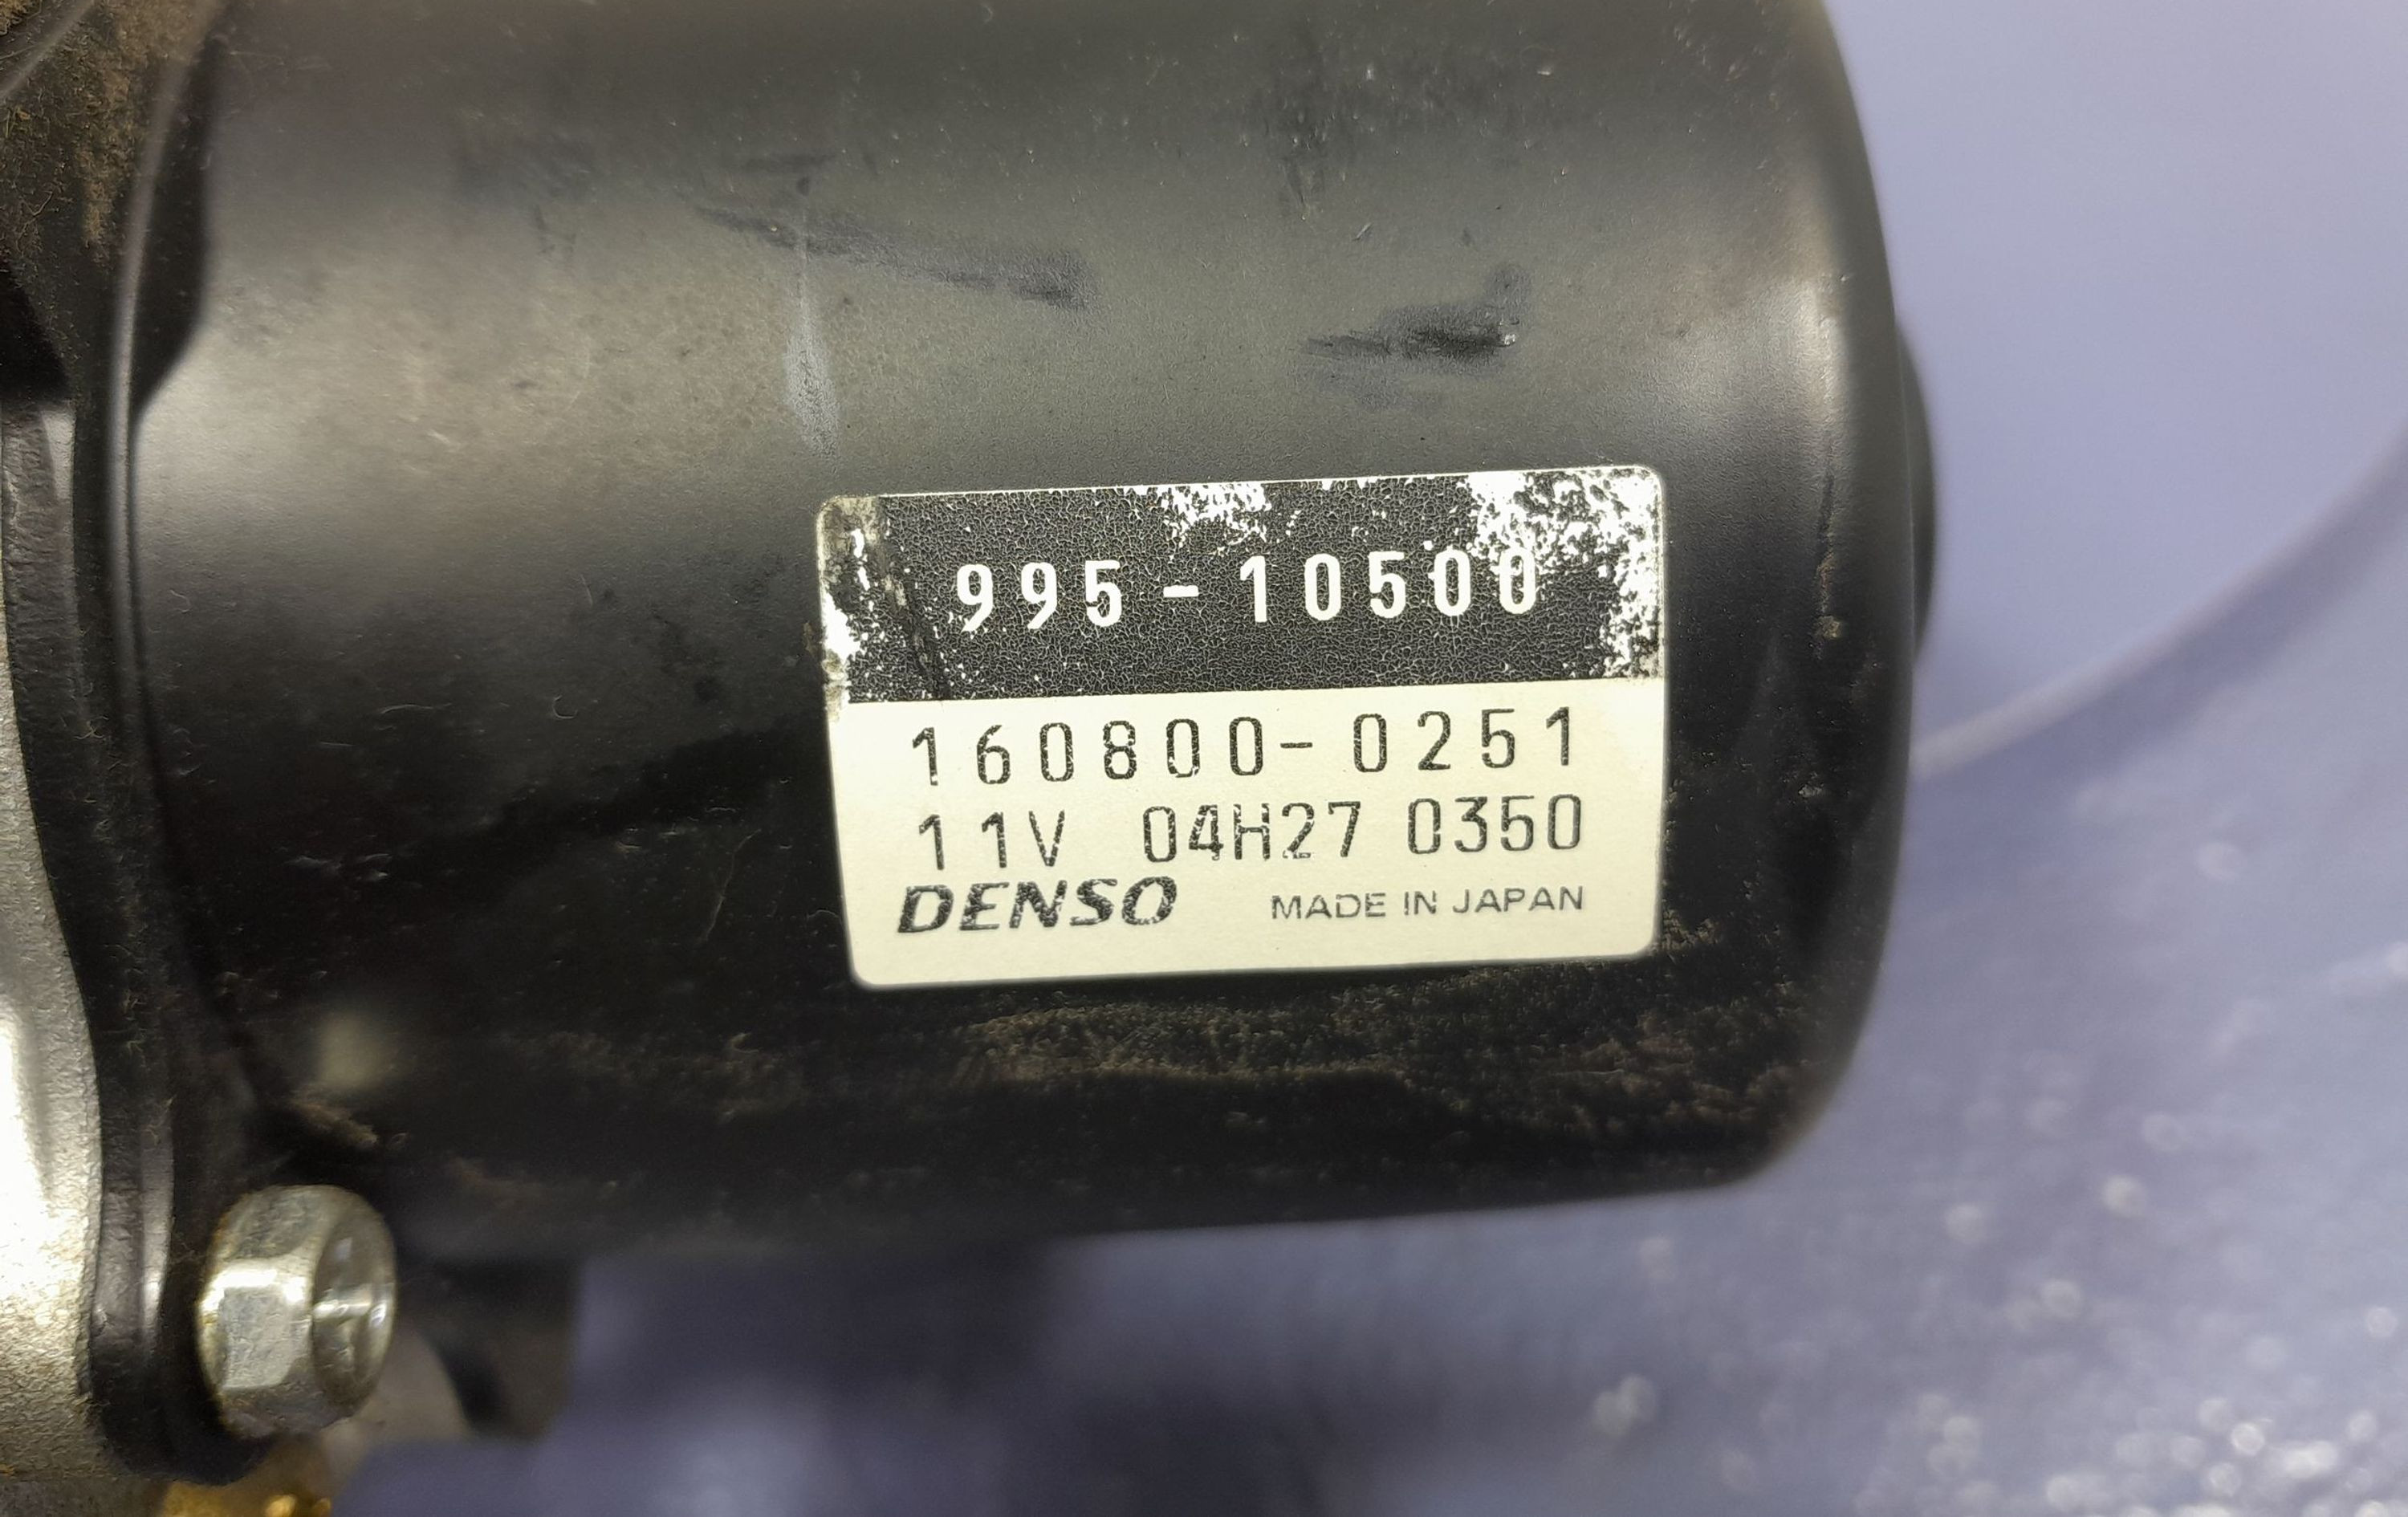 995-10500
160800-0251
11V 04H27 0350
DENSO MADE IN JAPAN